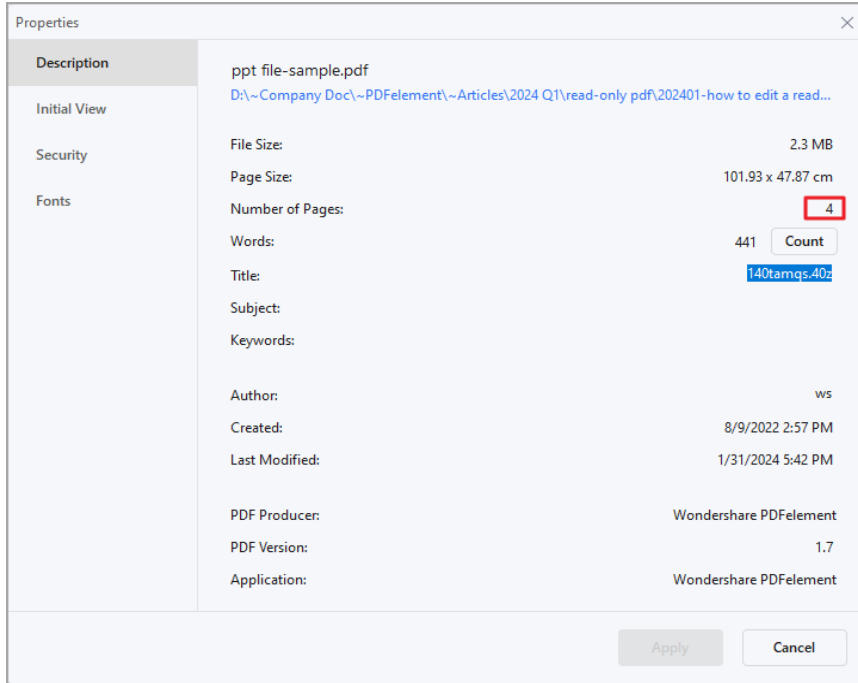 Properties
Description
Initial View
Security
Fonts
ppt file-sample.pdf
D:\~Company Doc\~PDFelement\~Articles\2024 Q1\read-only pdf\202401-how to edit a read...
File Size: 2.3 MB
Page Size: 101.93 x 47.87 cm
Number of Pages: 4
Words: 441 Count
Title: 140tamqs.40z
Subject:
Keywords:
Author: ws
Created: 8/9/2022 2:57 PM
Last Modified: 1/31/2024 5:42 PM
PDF Producer: Wondershare PDFelement
PDF Version: 1.7
Application: Wondershare PDFelement
Apply Cancel